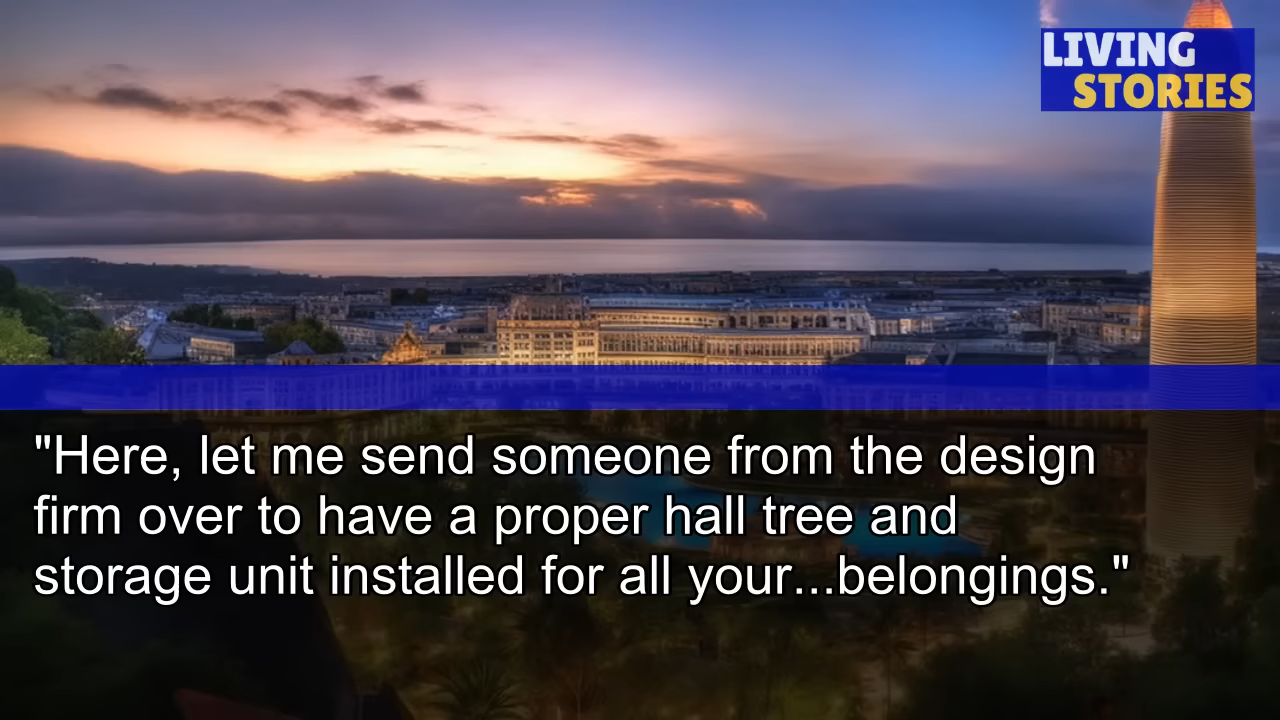 LIVING
STORIES
"Here, let me send someone from the design
firm over to have a proper hall tree and
storage unit installed for all your...belongings."